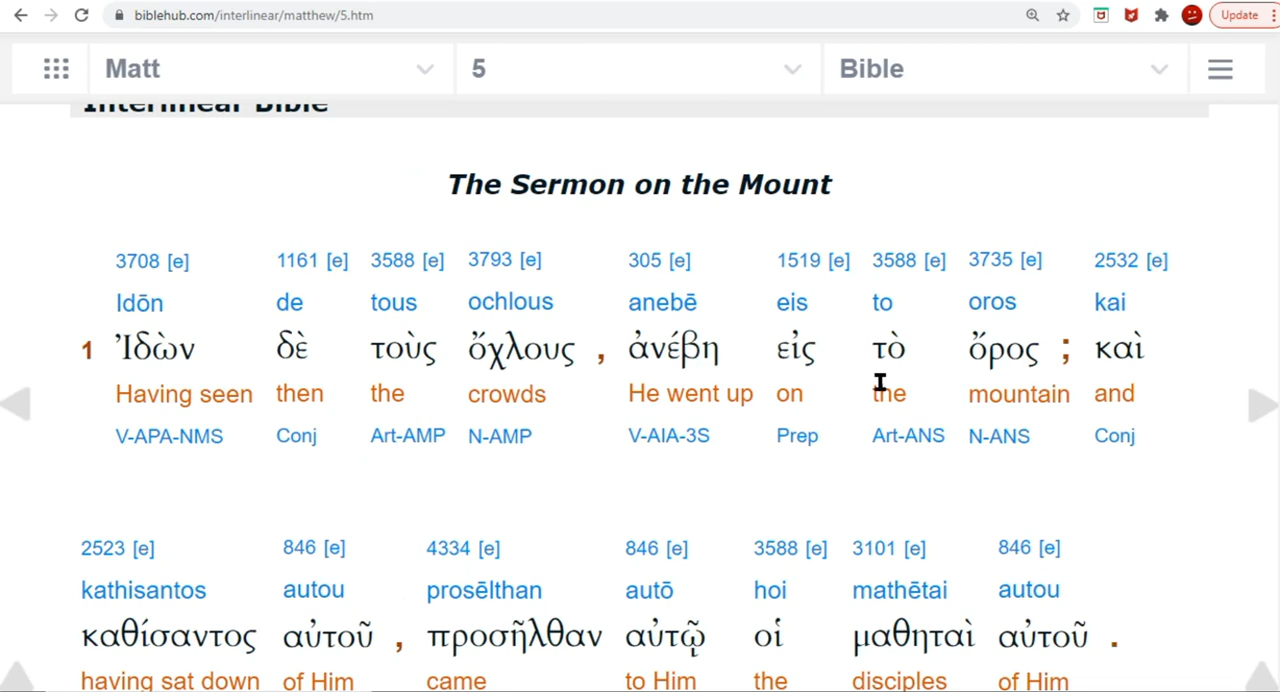 biblehub.com/interlinear/matthew/5.htm Update
Matt 5 Bible
Interlinear Bible
The Sermon on the Mount
3708 [e] 1161 [e] 3588 [e] 3793 [e] 305 [e] 1519 [e] 3588 [e] 3735 [e] 2532 [e]
Idōn de tous ochlous anebē eis to oros kai
1 Ἰδὼν δὲ τοὺς ὄχλους , ἀνέβη εἰς τὸ ὄρος ; καὶ
Having seen then the crowds He went up on the mountain and
V-APA-NMS Conj Art-AMP N-AMP V-AIA-3S Prep Art-ANS N-ANS Conj
2523 [e] 846 [e] 4334 [e] 846 [e] 3588 [e] 3101 [e] 846 [e]
kathisantos autou prosēlthan autō hoi mathētai autou
καθίσαντος αὐτοῦ , προσῆλθαν αὐτῷ οἱ μαθηταὶ αὐτοῦ .
having sat down of Him came to Him the disciples of Him